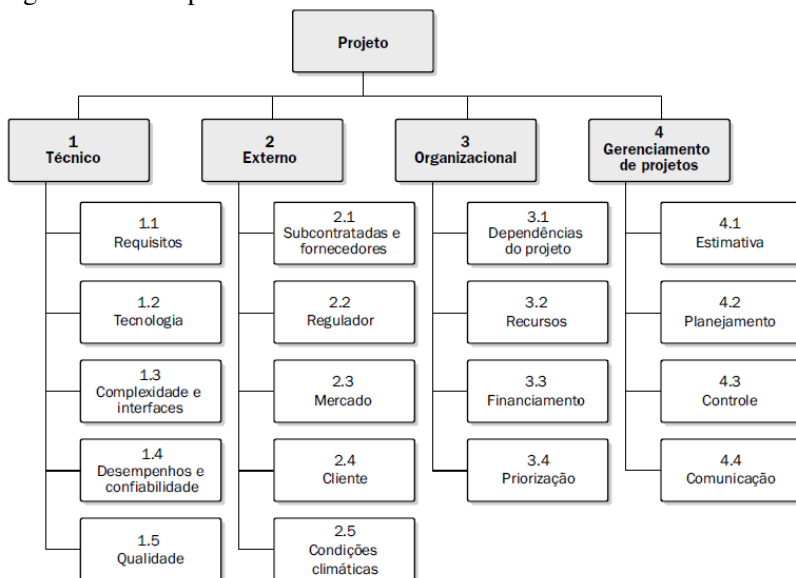 Projeto
1
Técnico
2
Externo
3
Organizacional
4
Gerenciamento
de projetos
1.1
Requisitos
2.1
Subcontratadas e
fornecedores
3.1
Dependências
do projeto
4.1
Estimativa
1.2
Tecnologia
2.2
Regulador
3.2
Recursos
4.2
Planejamento
1.3
Complexidade e
interfaces
2.3
Mercado
3.3
Financiamento
4.3
Controle
1.4
Desempenhos e
confiabilidade
2.4
Cliente
3.4
Priorização
4.4
Comunicação
1.5
Qualidade
2.5
Condições
climáticas